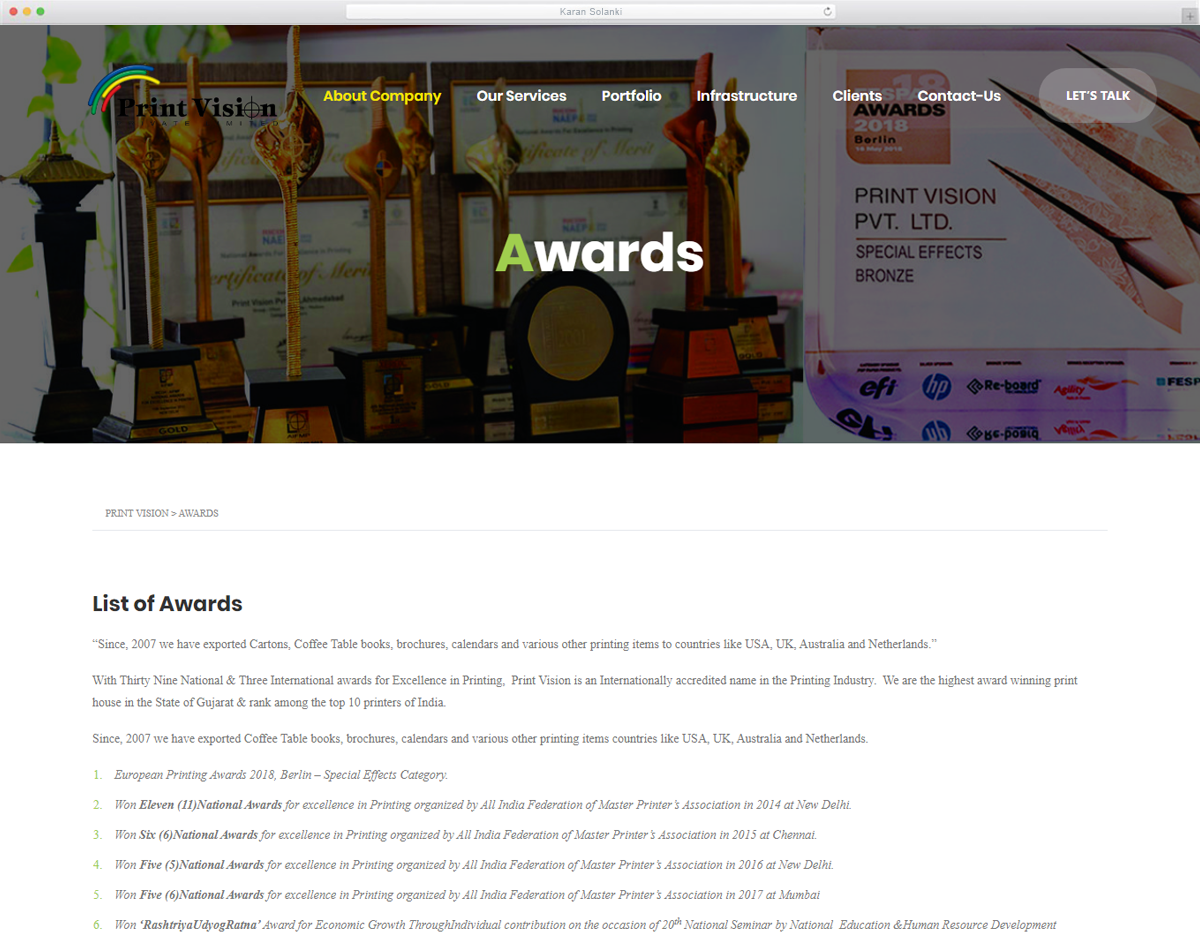 Karan Solanki
Print Vision
About Company
Our Services
Portfolio
Infrastructure
Clients
Contact-Us
LET'S TALK
AWARDS
2018
Berlin
PRINT VISION
PVT. LTD.
SPECIAL EFFECTS
BRONZE
Certificate of Merit
Awards
GOLD
efi
hp
Re-board
Agility
FESP
PRINT VISION > AWARDS
List of Awards
“Since, 2007 we have exported Cartons, Coffee Table books, brochures, calendars and various other printing items to countries like USA, UK, Australia and Netherlands.”
With Thirty Nine National & Three International awards for Excellence in Printing, Print Vision is an Internationally accredited name in the Printing Industry. We are the highest award winning print
house in the State of Gujarat & rank among the top 10 printers of India.
Since, 2007 we have exported Coffee Table books, brochures, calendars and various other printing items countries like USA, UK, Australia and Netherlands.
1. European Printing Awards 2018, Berlin – Special Effects Category.
2. Won Eleven (11)National Awards for excellence in Printing organized by All India Federation of Master Printer’s Association in 2014 at New Delhi.
3. Won Six (6)National Awards for excellence in Printing organized by All India Federation of Master Printer’s Association in 2015 at Chennai.
4. Won Five (5)National Awards for excellence in Printing organized by All India Federation of Master Printer’s Association in 2016 at New Delhi.
5. Won Five (6)National Awards for excellence in Printing organized by All India Federation of Master Printer’s Association in 2017 at Mumbai
6. Won ‘RashtriyaUdyogRatna’ Award for Economic Growth ThroughIndividual contribution on the occasion of 20th National Seminar by National Education &Human Resource Development